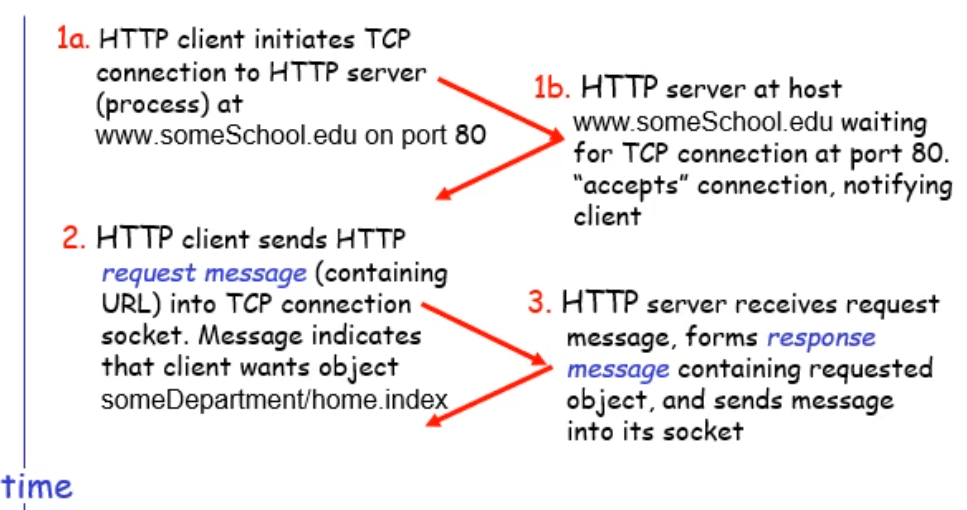 1a. HTTP client initiates TCP
connection to HTTP server
(process) at
www.someSchool.edu on port 80
1b. HTTP server at host
www.someSchool.edu waiting
for TCP connection at port 80.
“accepts” connection, notifying
client
2. HTTP client sends HTTP
request message (containing
URL) into TCP connection
socket. Message indicates
that client wants object
someDepartment/home.index
3. HTTP server receives request
message, forms response
message containing requested
object, and sends message
into its socket
time